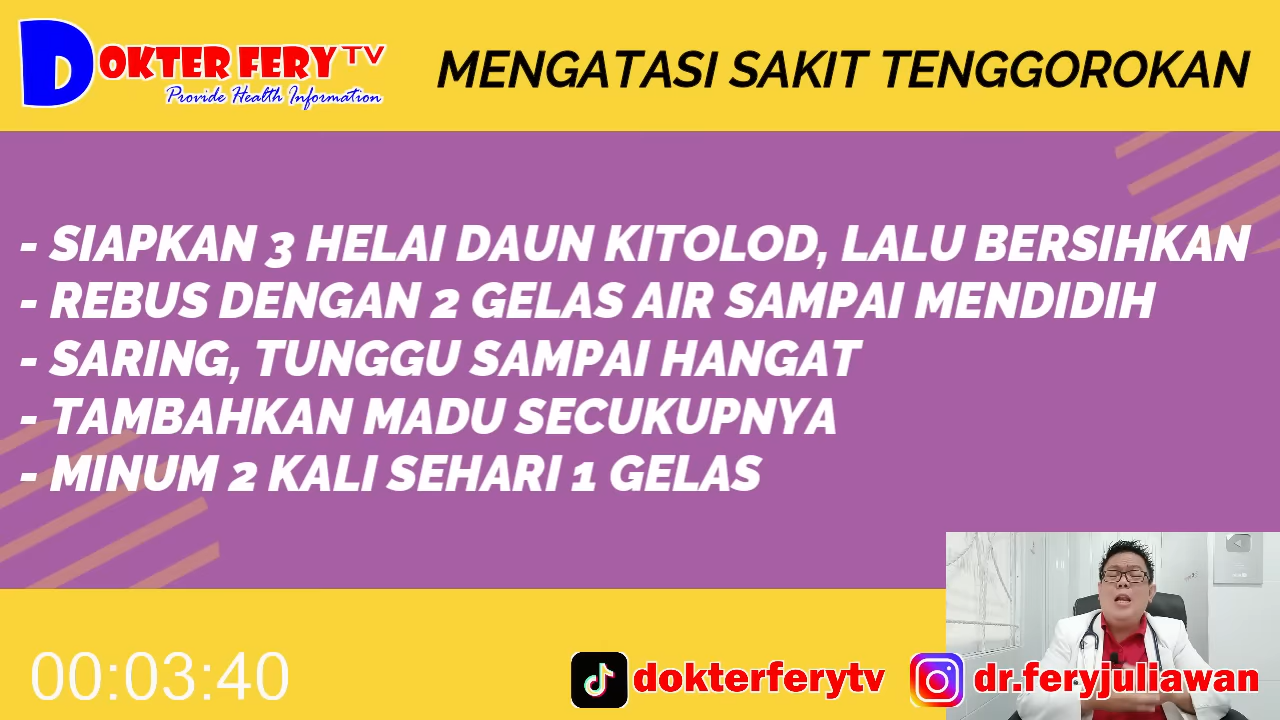 DOKTER FERY TV
Provide Health Information
MENGATASI SAKIT TENGGOROKAN
- SIAPKAN 3 HELAI DAUN KITOLOD, LALU BERSIHKAN
- REBUS DENGAN 2 GELAS AIR SAMPAI MENDIDIH
- SARING, TUNGGU SAMPAI HANGAT
- TAMBAHKAN MADU SECUKUPNYA
- MINUM 2 KALI SEHARI 1 GELAS
00:03:40
dokterferytv
dr.feryjuliawan